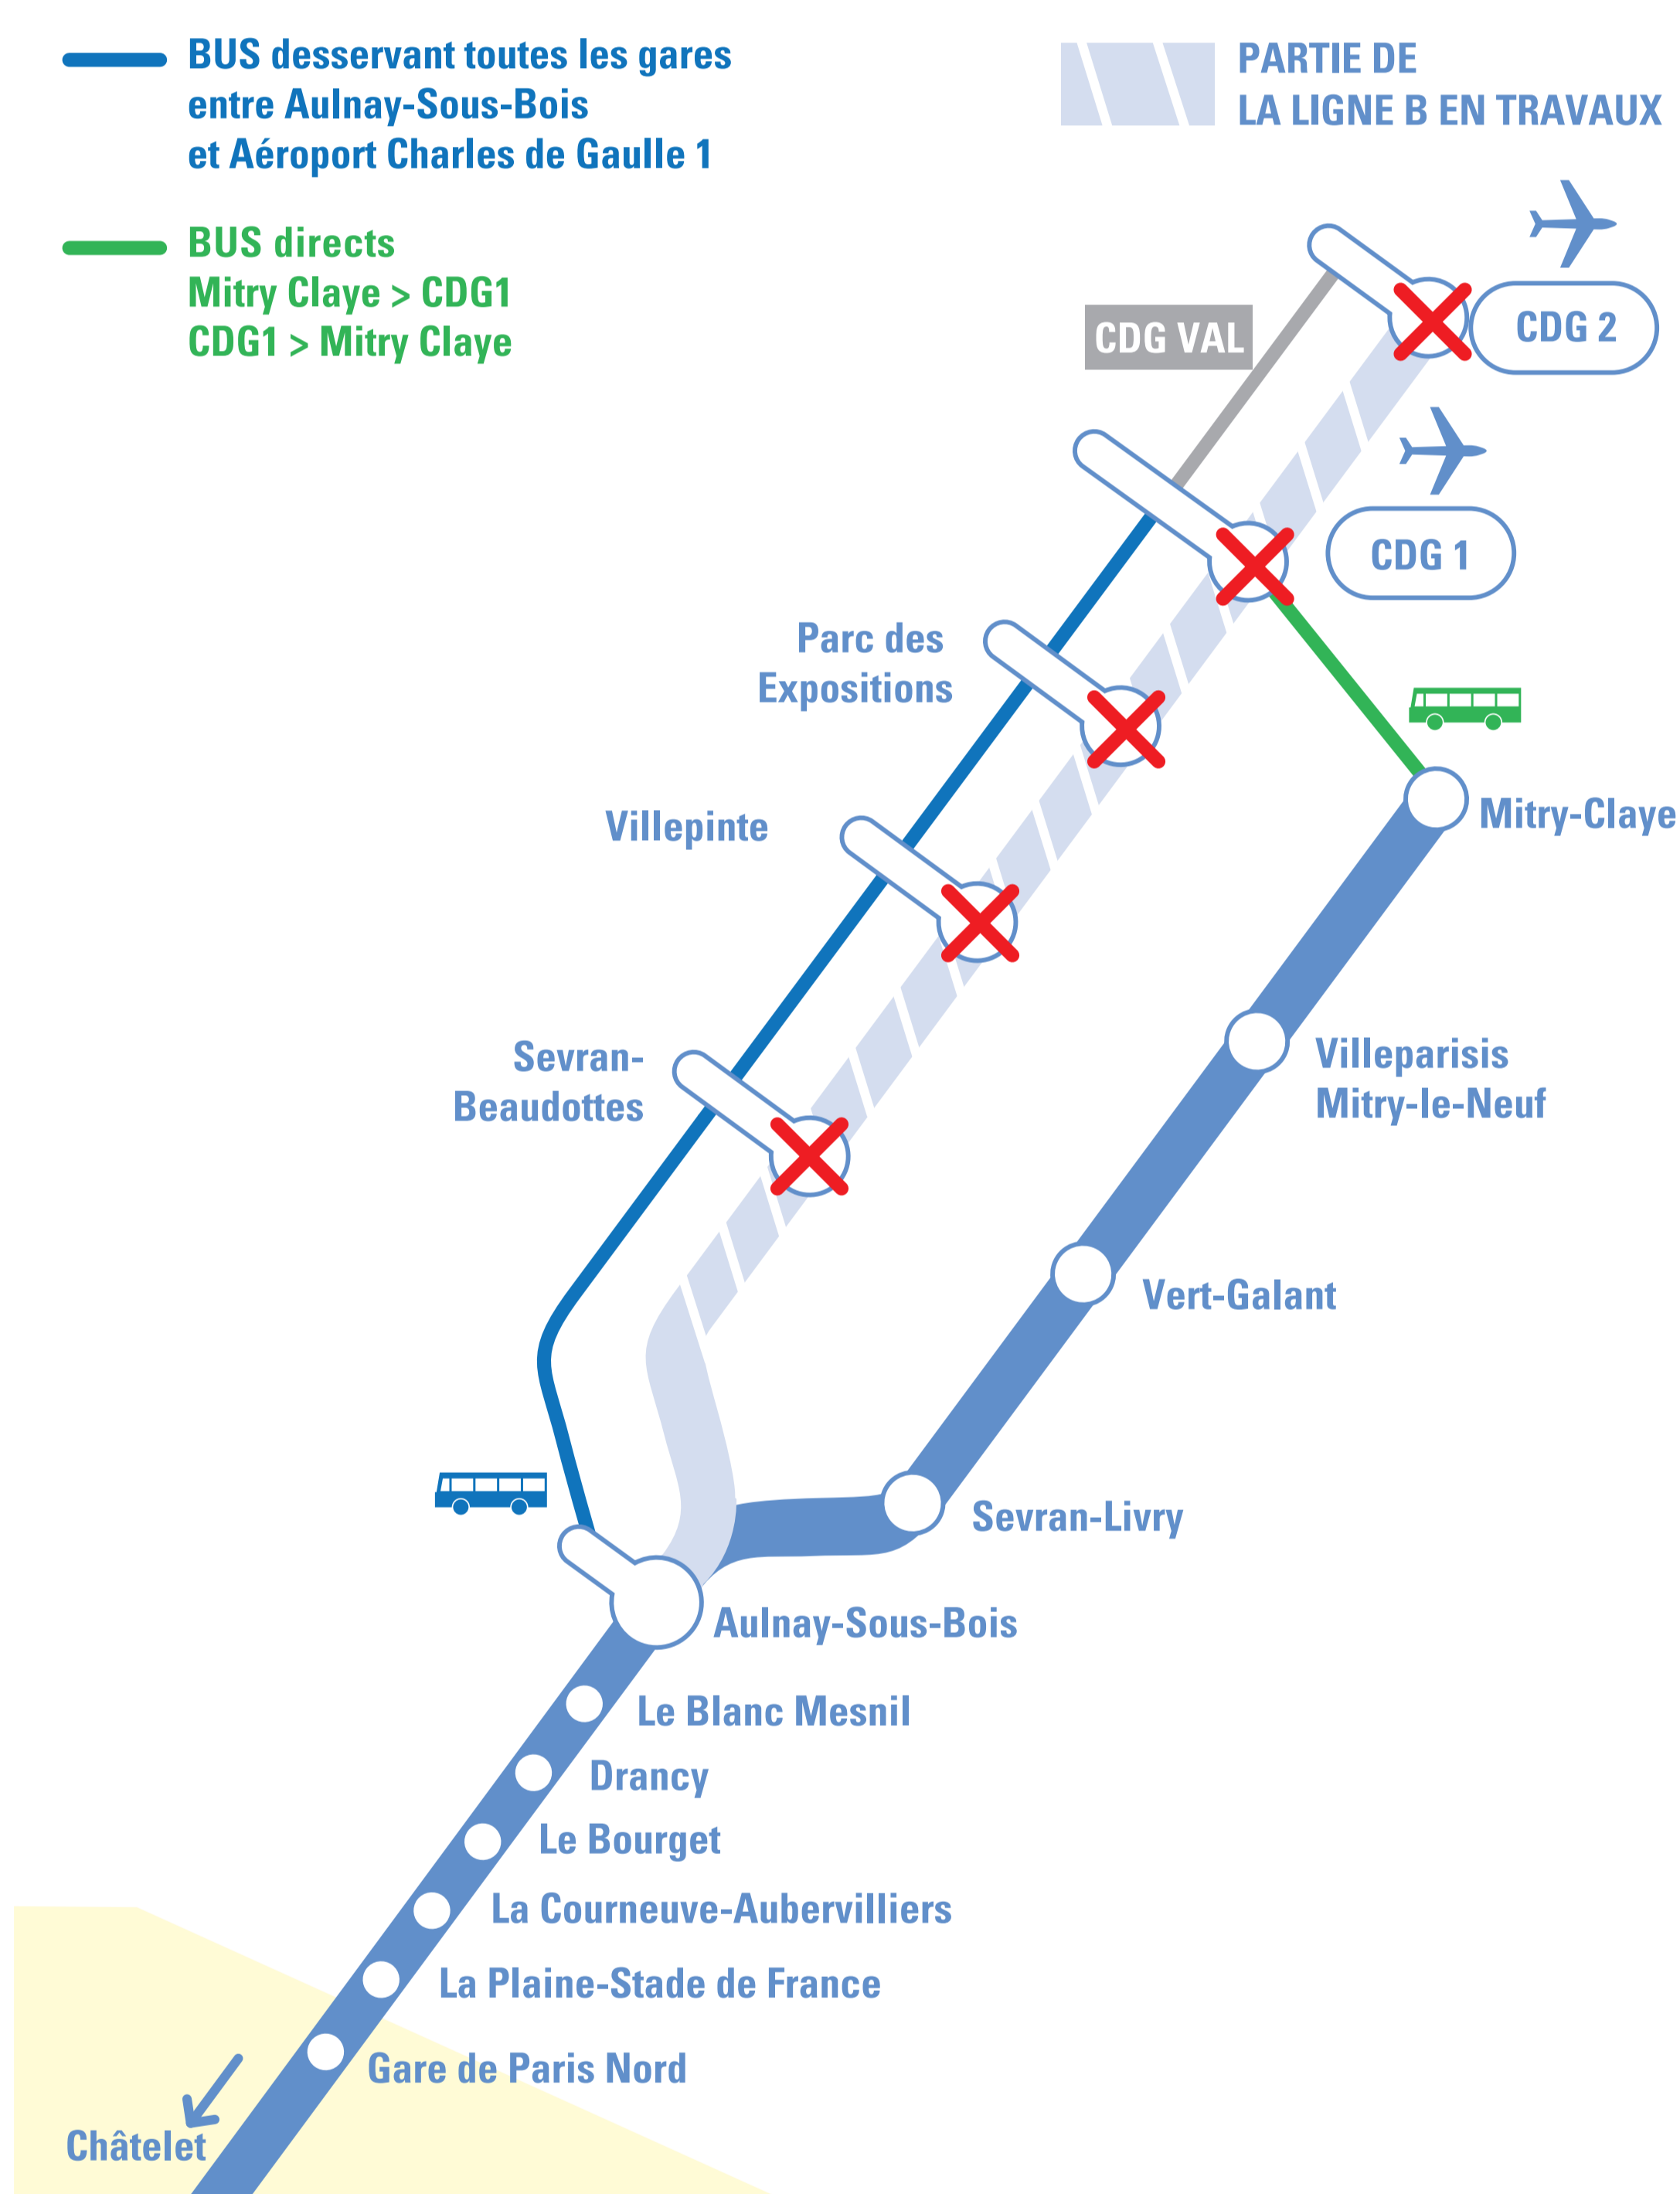 BUS desservant toutes les gares
entre Aulnay-Sous-Bois
et Aéroport Charles de Gaulle 1
BUS directs
Mitry Claye > CDG1
CDG1 > Mitry Claye
PARTIE DE
LA LIGNE B EN TRAVAUX
CDG 2
CDG VAL
CDG 1
Parc des
Expositions
Mitry-Claye
Villepinte
Sevran-
Beaudottes
Villeparisis
Mitry-le-Neuf
Vert-Galant
Sevran-Livry
Aulnay-Sous-Bois
Le Blanc Mesnil
Drancy
Le Bourget
La Courneuve-Aubervilliers
La Plaine-Stade de France
Gare de Paris Nord
Châtelet